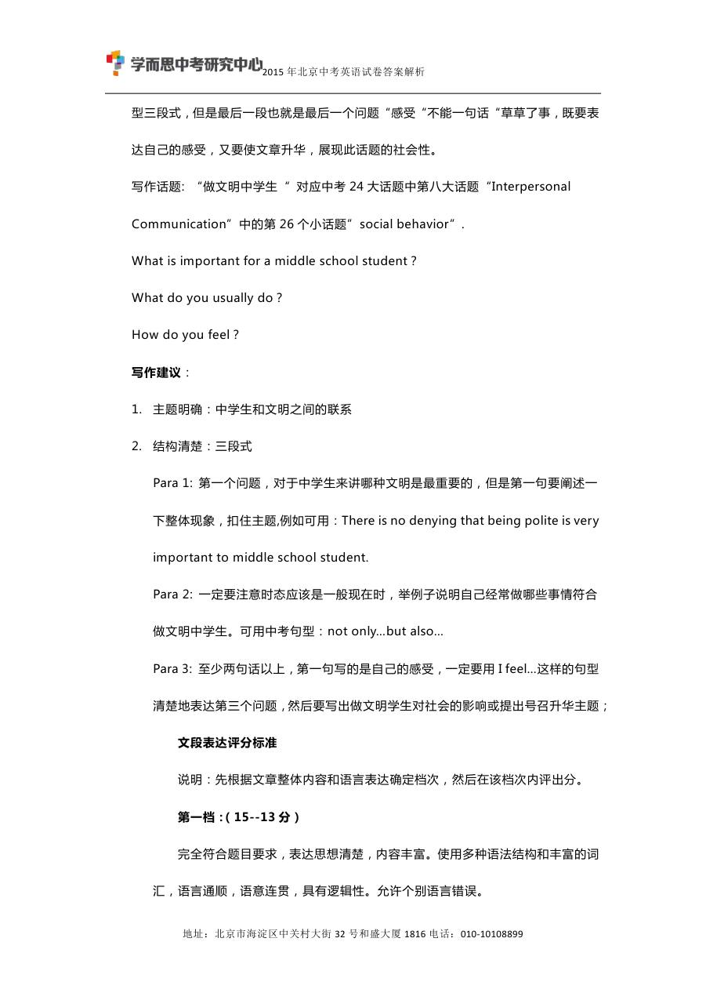 学而思中考研究中心2015 年北京中考英语试卷答案解析
型三段式，但是最后一段也就是最后一个问题“感受“不能一句话“草草了事，既要表
达自己的感受，又要使文章升华，展现此话题的社会性。
写作话题: “做文明中学生“ 对应中考 24 大话题中第八大话题“Interpersonal
Communication”中的第 26 个小话题”social behavior”.
What is important for a middle school student？
What do you usually do？
How do you feel？
写作建议：
1. 主题明确：中学生和文明之间的联系
2. 结构清楚：三段式
Para 1: 第一个问题，对于中学生来讲哪种文明是最重要的，但是第一句要阐述一
下整体现象，扣住主题,例如可用：There is no denying that being polite is very
important to middle school student.
Para 2: 一定要注意时态应该是一般现在时，举例子说明自己经常做哪些事情符合
做文明中学生。可用中考句型：not only…but also…
Para 3: 至少两句话以上，第一句写的是自己的感受，一定要用 I feel…这样的句型
清楚地表达第三个问题，然后要写出做文明学生对社会的影响或提出号召升华主题；
文段表达评分标准
说明：先根据文章整体内容和语言表达确定档次，然后在该档次内评出分。
第一档：（15--13 分）
完全符合题目要求，表达思想清楚，内容丰富。使用多种语法结构和丰富的词
汇，语言通顺，语意连贯，具有逻辑性。允许个别语言错误。
地址：北京市海淀区中关村大街 32 号和盛大厦 1816 电话：010-10108899